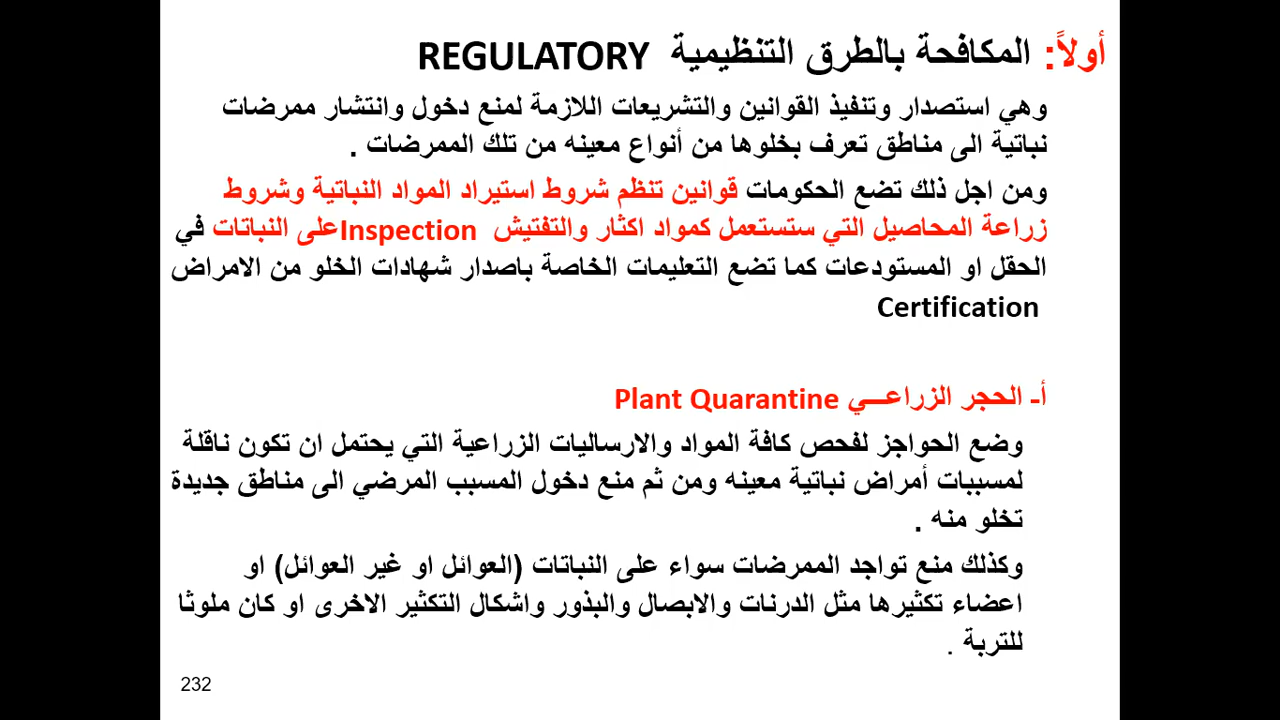 أولاً: المكافحة بالطرق التنظيمية REGULATORY
وهي استصدار وتنفيذ القوانين والتشريعات اللازمة لمنع دخول وانتشار ممرضات
نباتية الى مناطق تعرف بخلوها من أنواع معينه من تلك الممرضات .
ومن اجل ذلك تضع الحكومات قوانين تنظم شروط استيراد المواد النباتية وشروط
زراعة المحاصيل التي ستستعمل كمواد اكثار والتفتيش Inspection على النباتات في
الحقل او المستودعات كما تضع التعليمات الخاصة باصدار شهادات الخلو من الامراض
Certification
أ- الحجر الزراعـــي Plant Quarantine
وضع الحواجز لفحص كافة المواد والارساليات الزراعية التي يحتمل ان تكون ناقلة
لمسببات أمراض نباتية معينه ومن ثم منع دخول المسبب المرضي الى مناطق جديدة
تخلو منه .
وكذلك منع تواجد الممرضات سواء على النباتات (العوائل او غير العوائل) او
اعضاء تكثيرها مثل الدرنات والابصال والبذور واشكال التكثير الاخرى او كان ملوثا
للتربة .
232